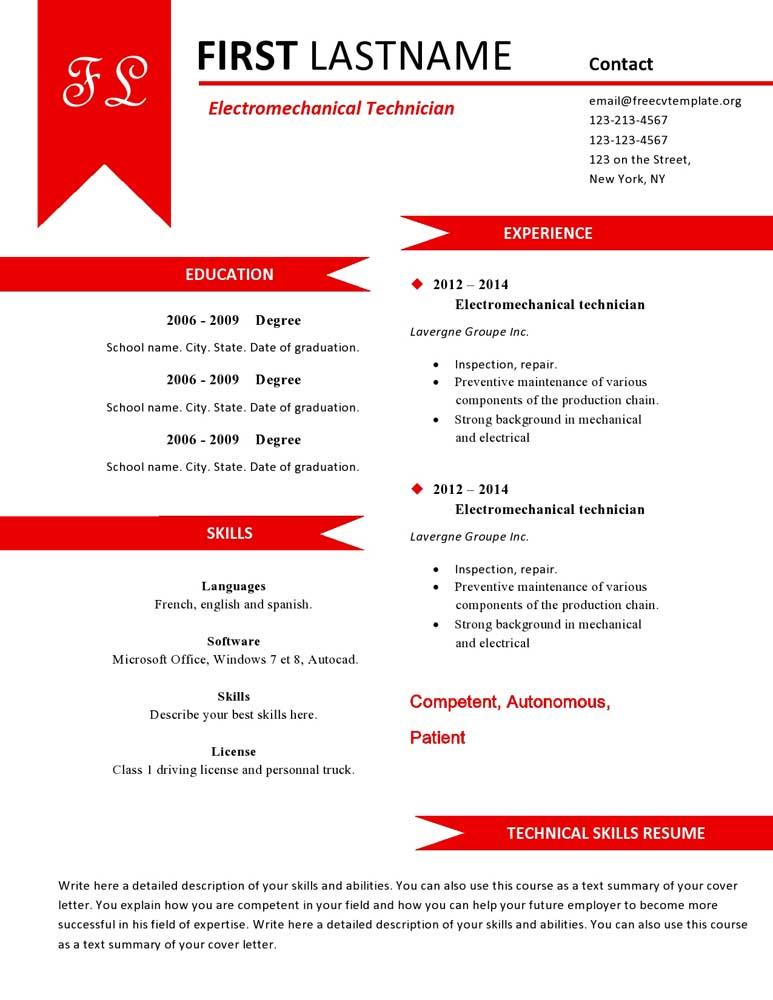 FL
FIRST LASTNAME
Electromechanical Technician
Contact
email@freecvtemplate.org
123-213-4567
123-123-4567
123 on the Street,
New York, NY
EDUCATION
2006 - 2009 Degree
School name. City. State. Date of graduation.
2006 - 2009 Degree
School name. City. State. Date of graduation.
2006 - 2009 Degree
School name. City. State. Date of graduation.
SKILLS
Languages
French, english and spanish.
Software
Microsoft Office, Windows 7 et 8, Autocad.
Skills
Describe your best skills here.
License
Class 1 driving license and personnal truck.
EXPERIENCE
2012 – 2014
Electromechanical technician
Lavergne Groupe Inc.
• Inspection, repair.
• Preventive maintenance of various
components of the production chain.
• Strong background in mechanical
and electrical
2012 – 2014
Electromechanical technician
Lavergne Groupe Inc.
• Inspection, repair.
• Preventive maintenance of various
components of the production chain.
• Strong background in mechanical
and electrical
Competent, Autonomous,
Patient
TECHNICAL SKILLS RESUME
Write here a detailed description of your skills and abilities. You can also use this course as a text summary of your cover
letter. You explain how you are competent in your field and how you can help your future employer to become more
successful in his field of expertise. Write here a detailed description of your skills and abilities. You can also use this course
as a text summary of your cover letter.